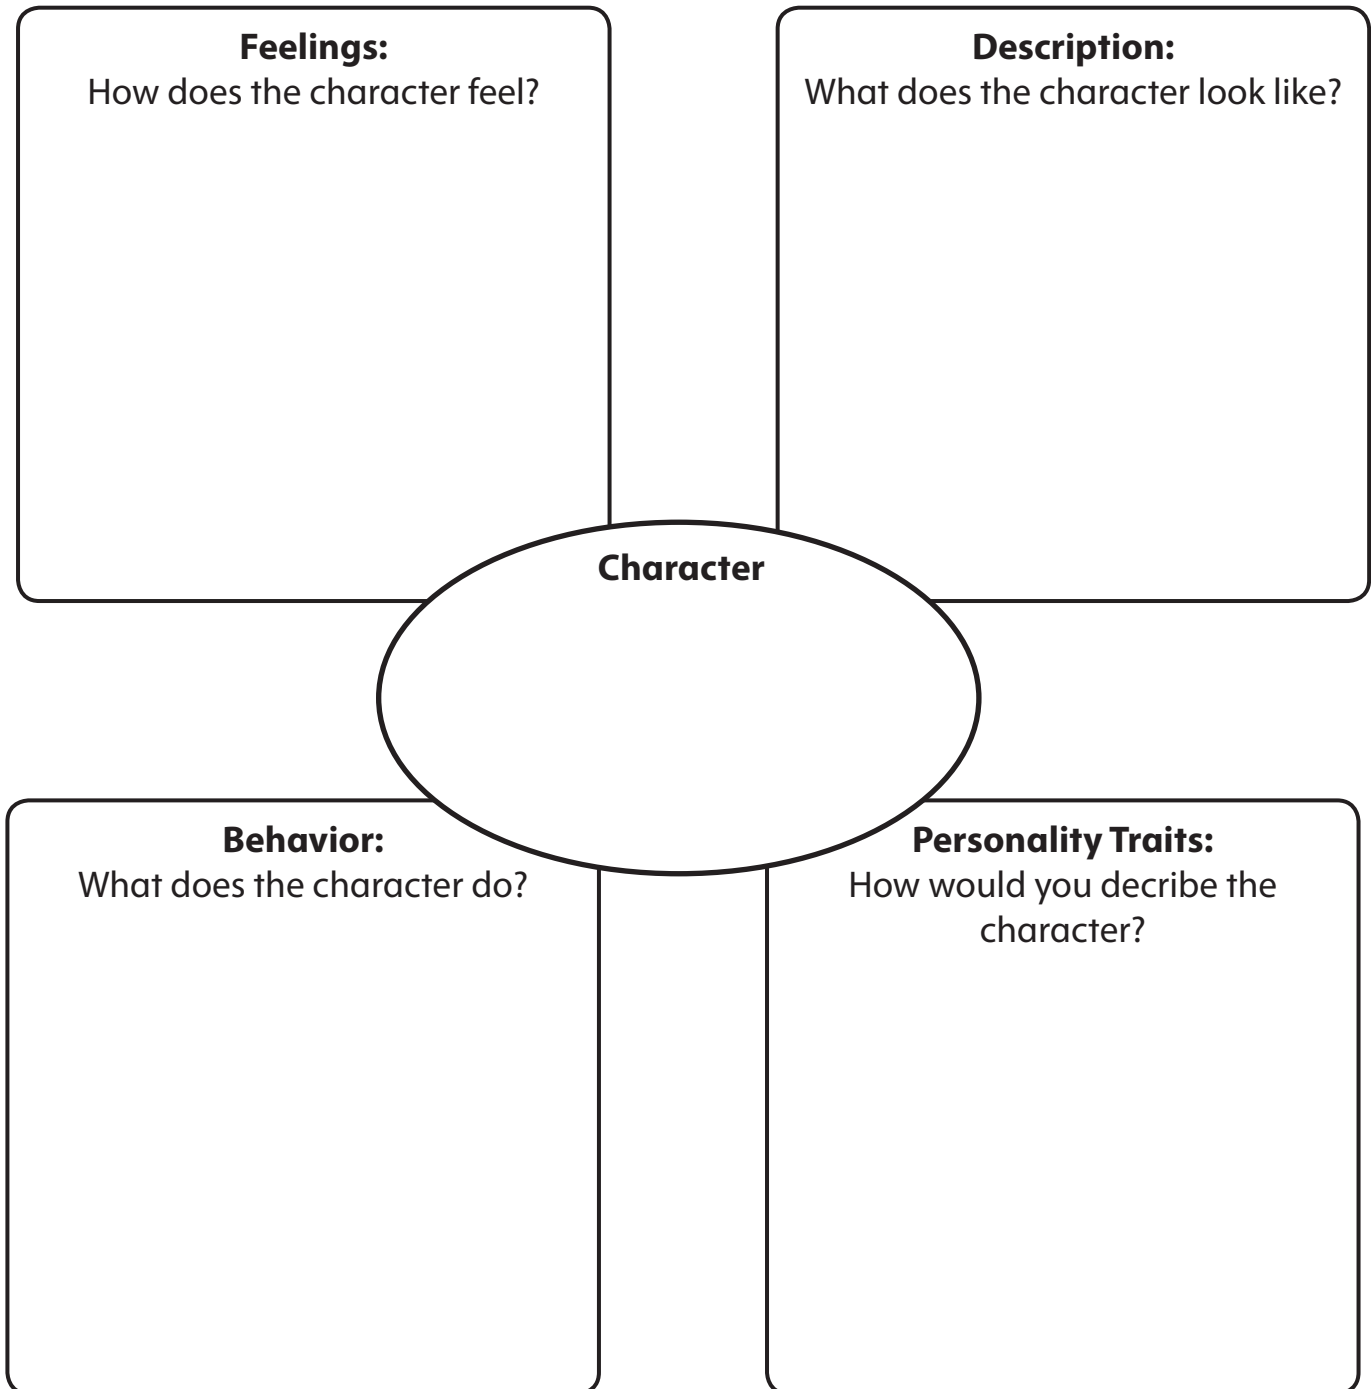 Feelings:
How does the character feel?
Description:
What does the character look like?
Character
Behavior:
What does the character do?
Personality Traits:
How would you decribe the
character?